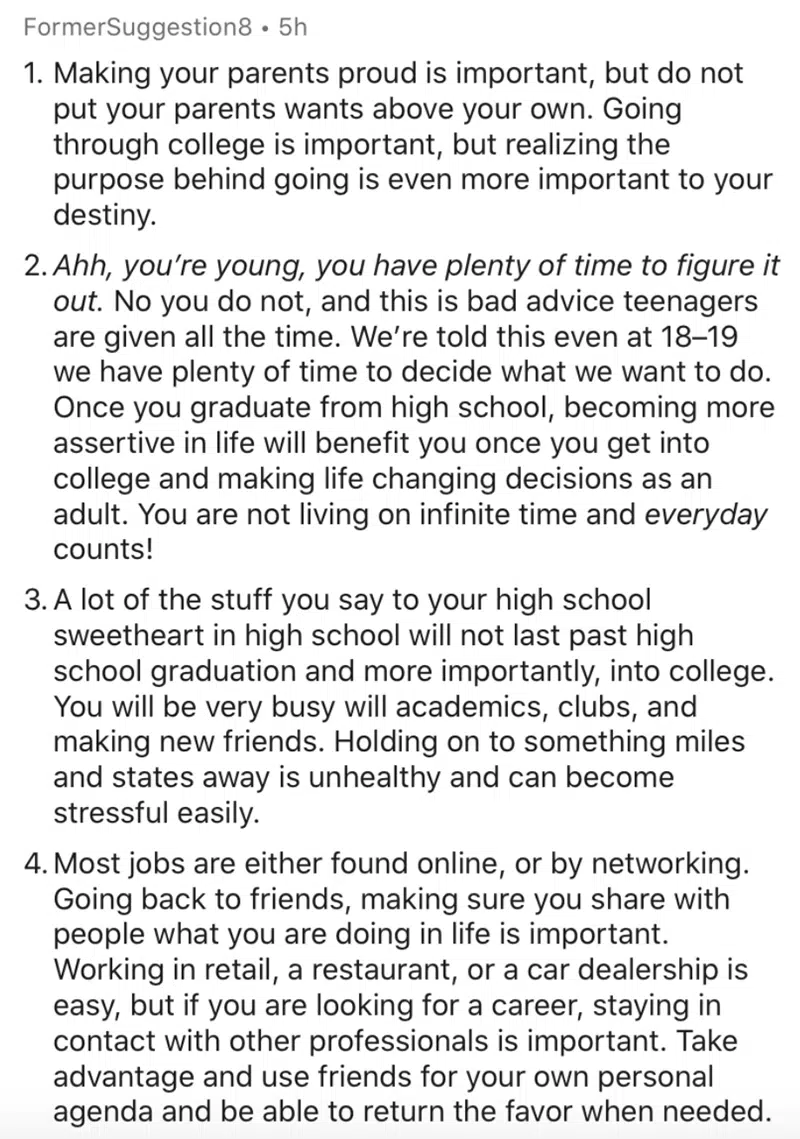 FormerSuggestion8 • 5h
1. Making your parents proud is important, but do not
put your parents wants above your own. Going
through college is important, but realizing the
purpose behind going is even more important to your
destiny.
2. Ahh, you’re young, you have plenty of time to figure it
out. No you do not, and this is bad advice teenagers
are given all the time. We’re told this even at 18–19
we have plenty of time to decide what we want to do.
Once you graduate from high school, becoming more
assertive in life will benefit you once you get into
college and making life changing decisions as an
adult. You are not living on infinite time and everyday
counts!
3. A lot of the stuff you say to your high school
sweetheart in high school will not last past high
school graduation and more importantly, into college.
You will be very busy will academics, clubs, and
making new friends. Holding on to something miles
and states away is unhealthy and can become
stressful easily.
4. Most jobs are either found online, or by networking.
Going back to friends, making sure you share with
people what you are doing in life is important.
Working in retail, a restaurant, or a car dealership is
easy, but if you are looking for a career, staying in
contact with other professionals is important. Take
advantage and use friends for your own personal
agenda and be able to return the favor when needed.